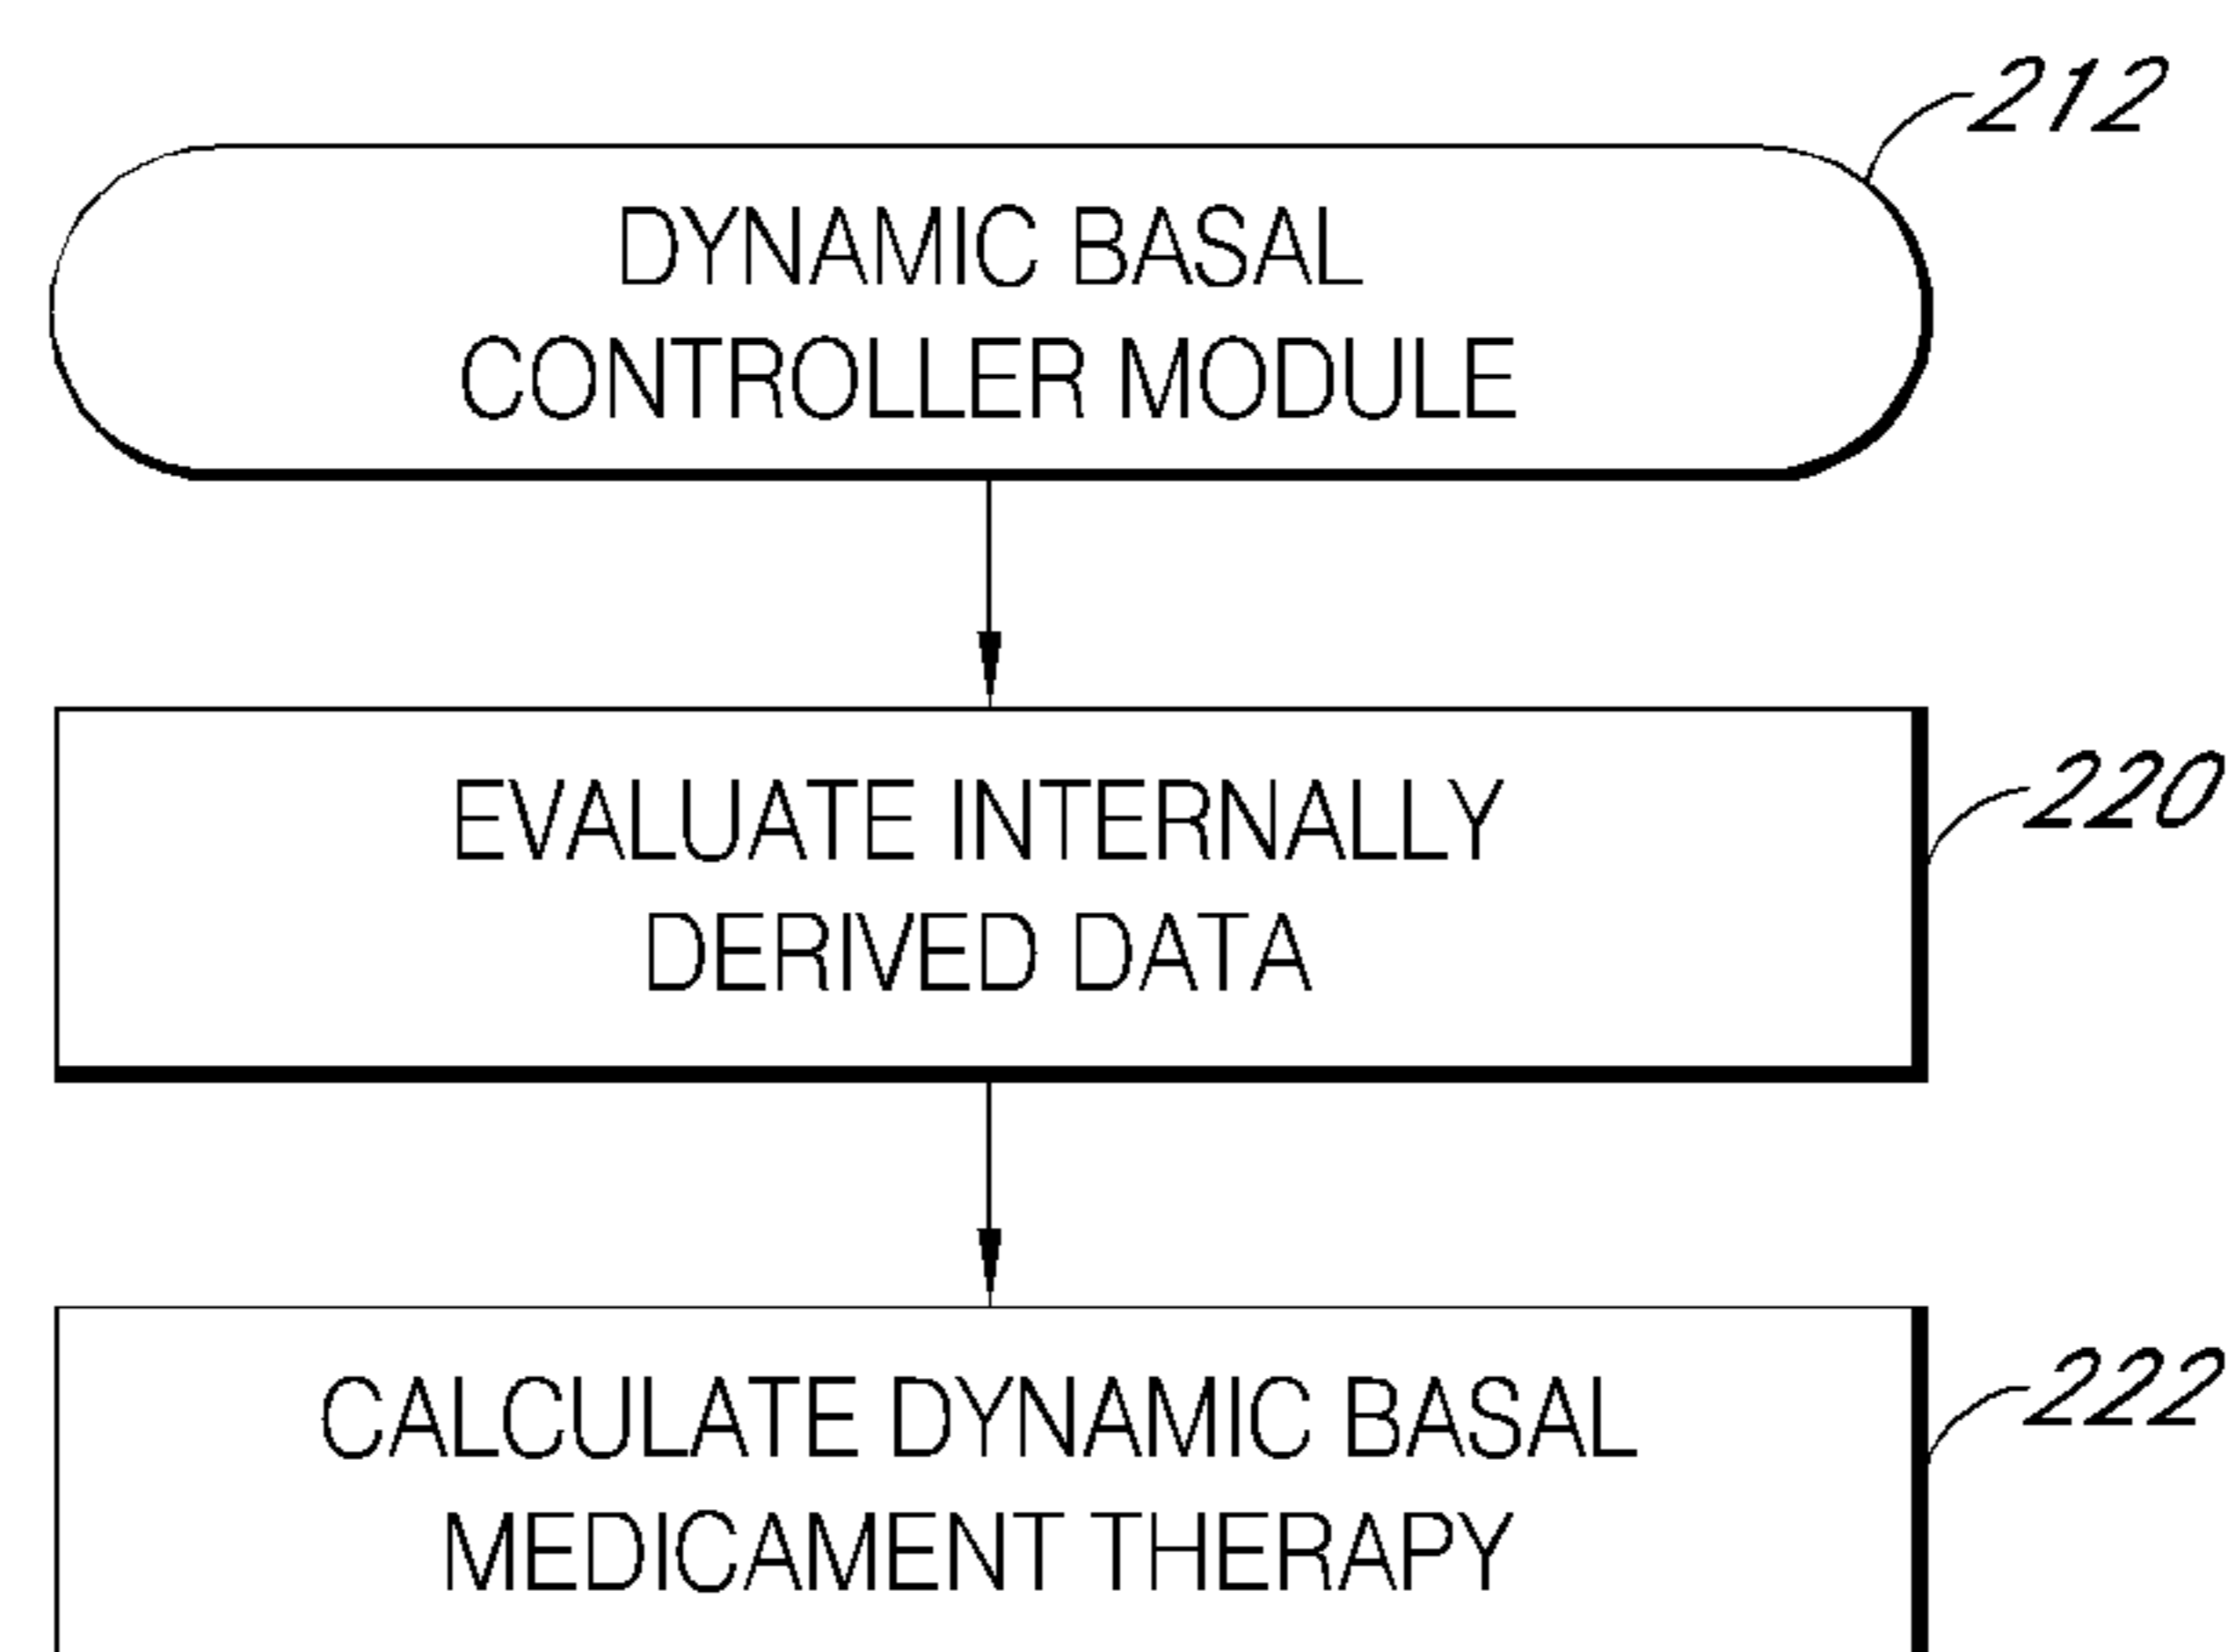 212
DYNAMIC BASAL
CONTROLLER MODULE
EVALUATE INTERNALLY
DERIVED DATA
220
CALCULATE DYNAMIC BASAL
MEDICAMENT THERAPY
222